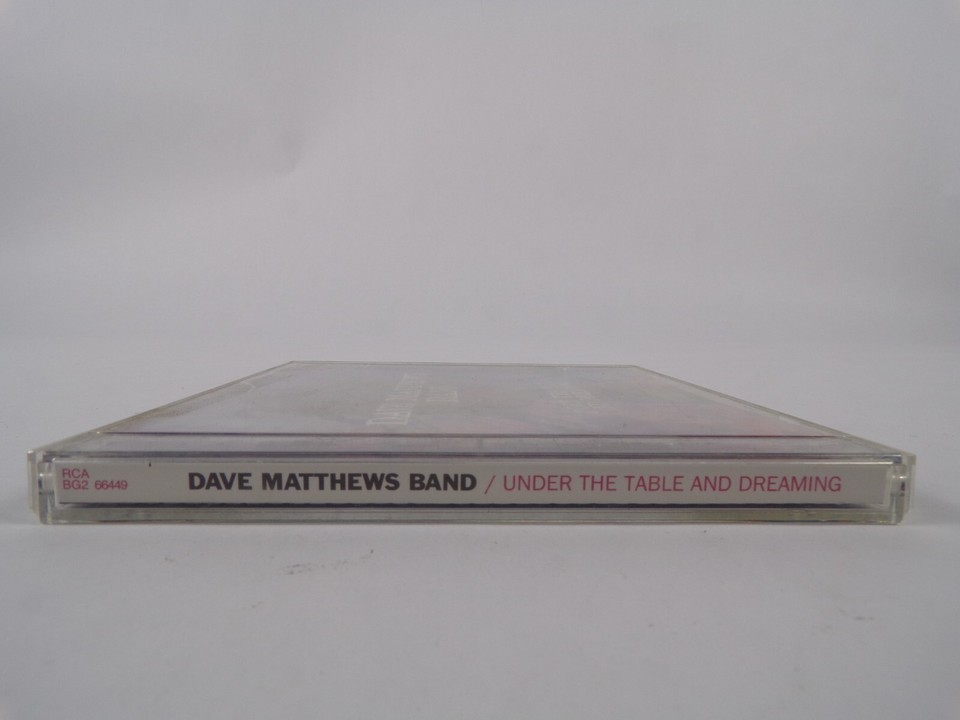 RCA
BG2 66449
DAVE MATTHEWS BAND / UNDER THE TABLE AND DREAMING